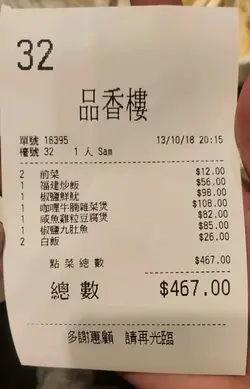 32
品香樓
單號 18395 13/10/18 20:15
檯號 32 1 人 Sam
2 前菜 $12.00
1 福建炒飯 $56.00
1 椒鹽鮮魷 $98.00
1 咖喱牛腩雜菜煲 $108.00
1 咸魚雞粒豆腐煲 $82.00
1 椒鹽九肚魚 $85.00
2 白飯 $26.00
點菜總數 $467.00
總數 $467.00
多謝惠顧 請再光臨